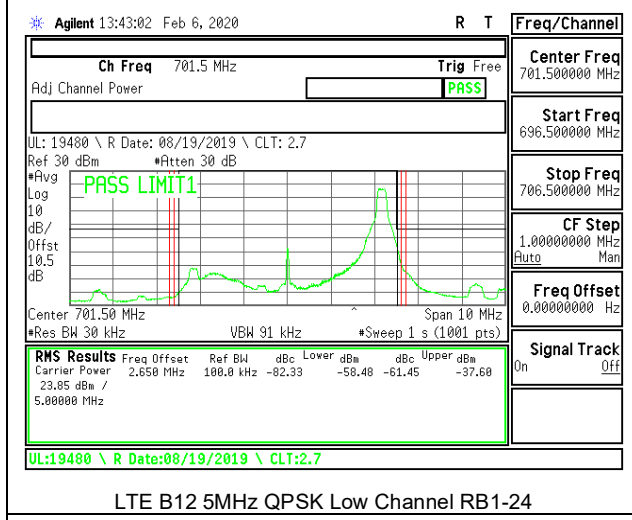 Agilent 13:43:02 Feb 6, 2020 R T
Freq/Channel
Ch Freq 701.5 MHz Trig Free
Adj Channel Power PASS
UL: 19480 \ R Date: 08/19/2019 \ CLT: 2.7
Ref 30 dBm #Atten 30 dB
#Avg
Log
10
dB/
Offst
10.5
dB
PASS LIMIT1
Center 701.50 MHz Span 10 MHz
#Res BW 30 kHz VBW 91 kHz #Sweep 1 s (1001 pts)
RMS Results Freq Offset Ref BW dBc Lower dBm dBc Upper dBm
Carrier Power 2.650 MHz 100.0 kHz -82.33 -58.48 -61.45 -37.60
23.85 dBm /
5.00000 MHz
UL:19480 \ R Date:08/19/2019 \ CLT:2.7
Center Freq
701.500000 MHz
Start Freq
696.500000 MHz
Stop Freq
706.500000 MHz
CF Step
1.00000000 MHz
Auto Man
Freq Offset
0.00000000 Hz
Signal Track
On Off
LTE B12 5MHz QPSK Low Channel RB1-24